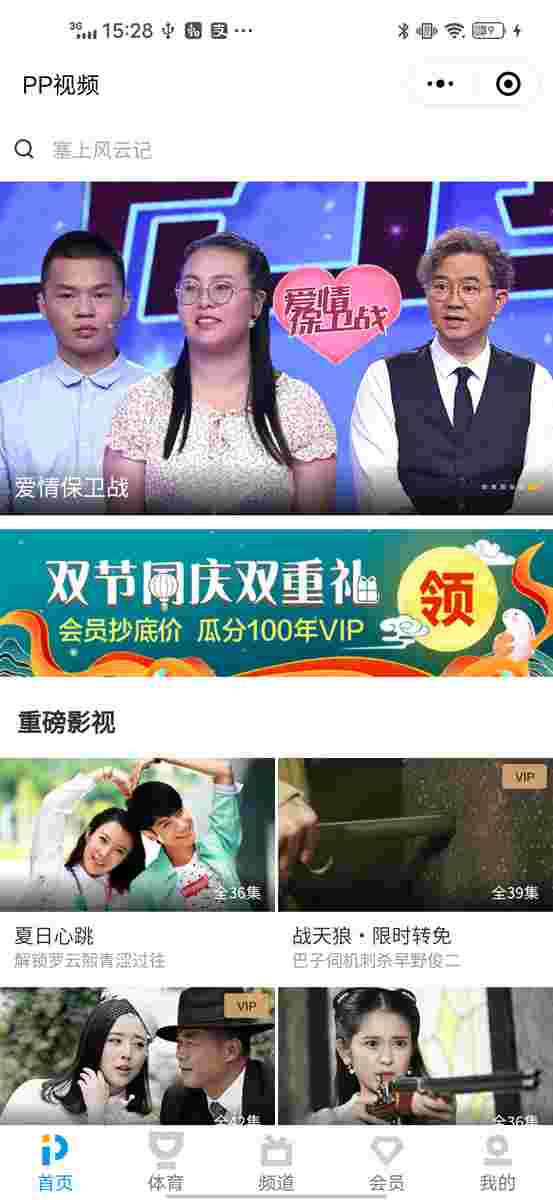 3G 15:28
PP视频
塞上风云记
爱情
保卫战
爱情保卫战
双节同庆双重礼
会员抄底价 瓜分100年VIP
领
重磅影视
全36集
VIP
全39集
夏日心跳
战天狼·限时转免
解锁罗云熙青涩过往
巴子伺机刺杀早野俊二
VIP
全42集
全36集
首页
体育
频道
会员
我的